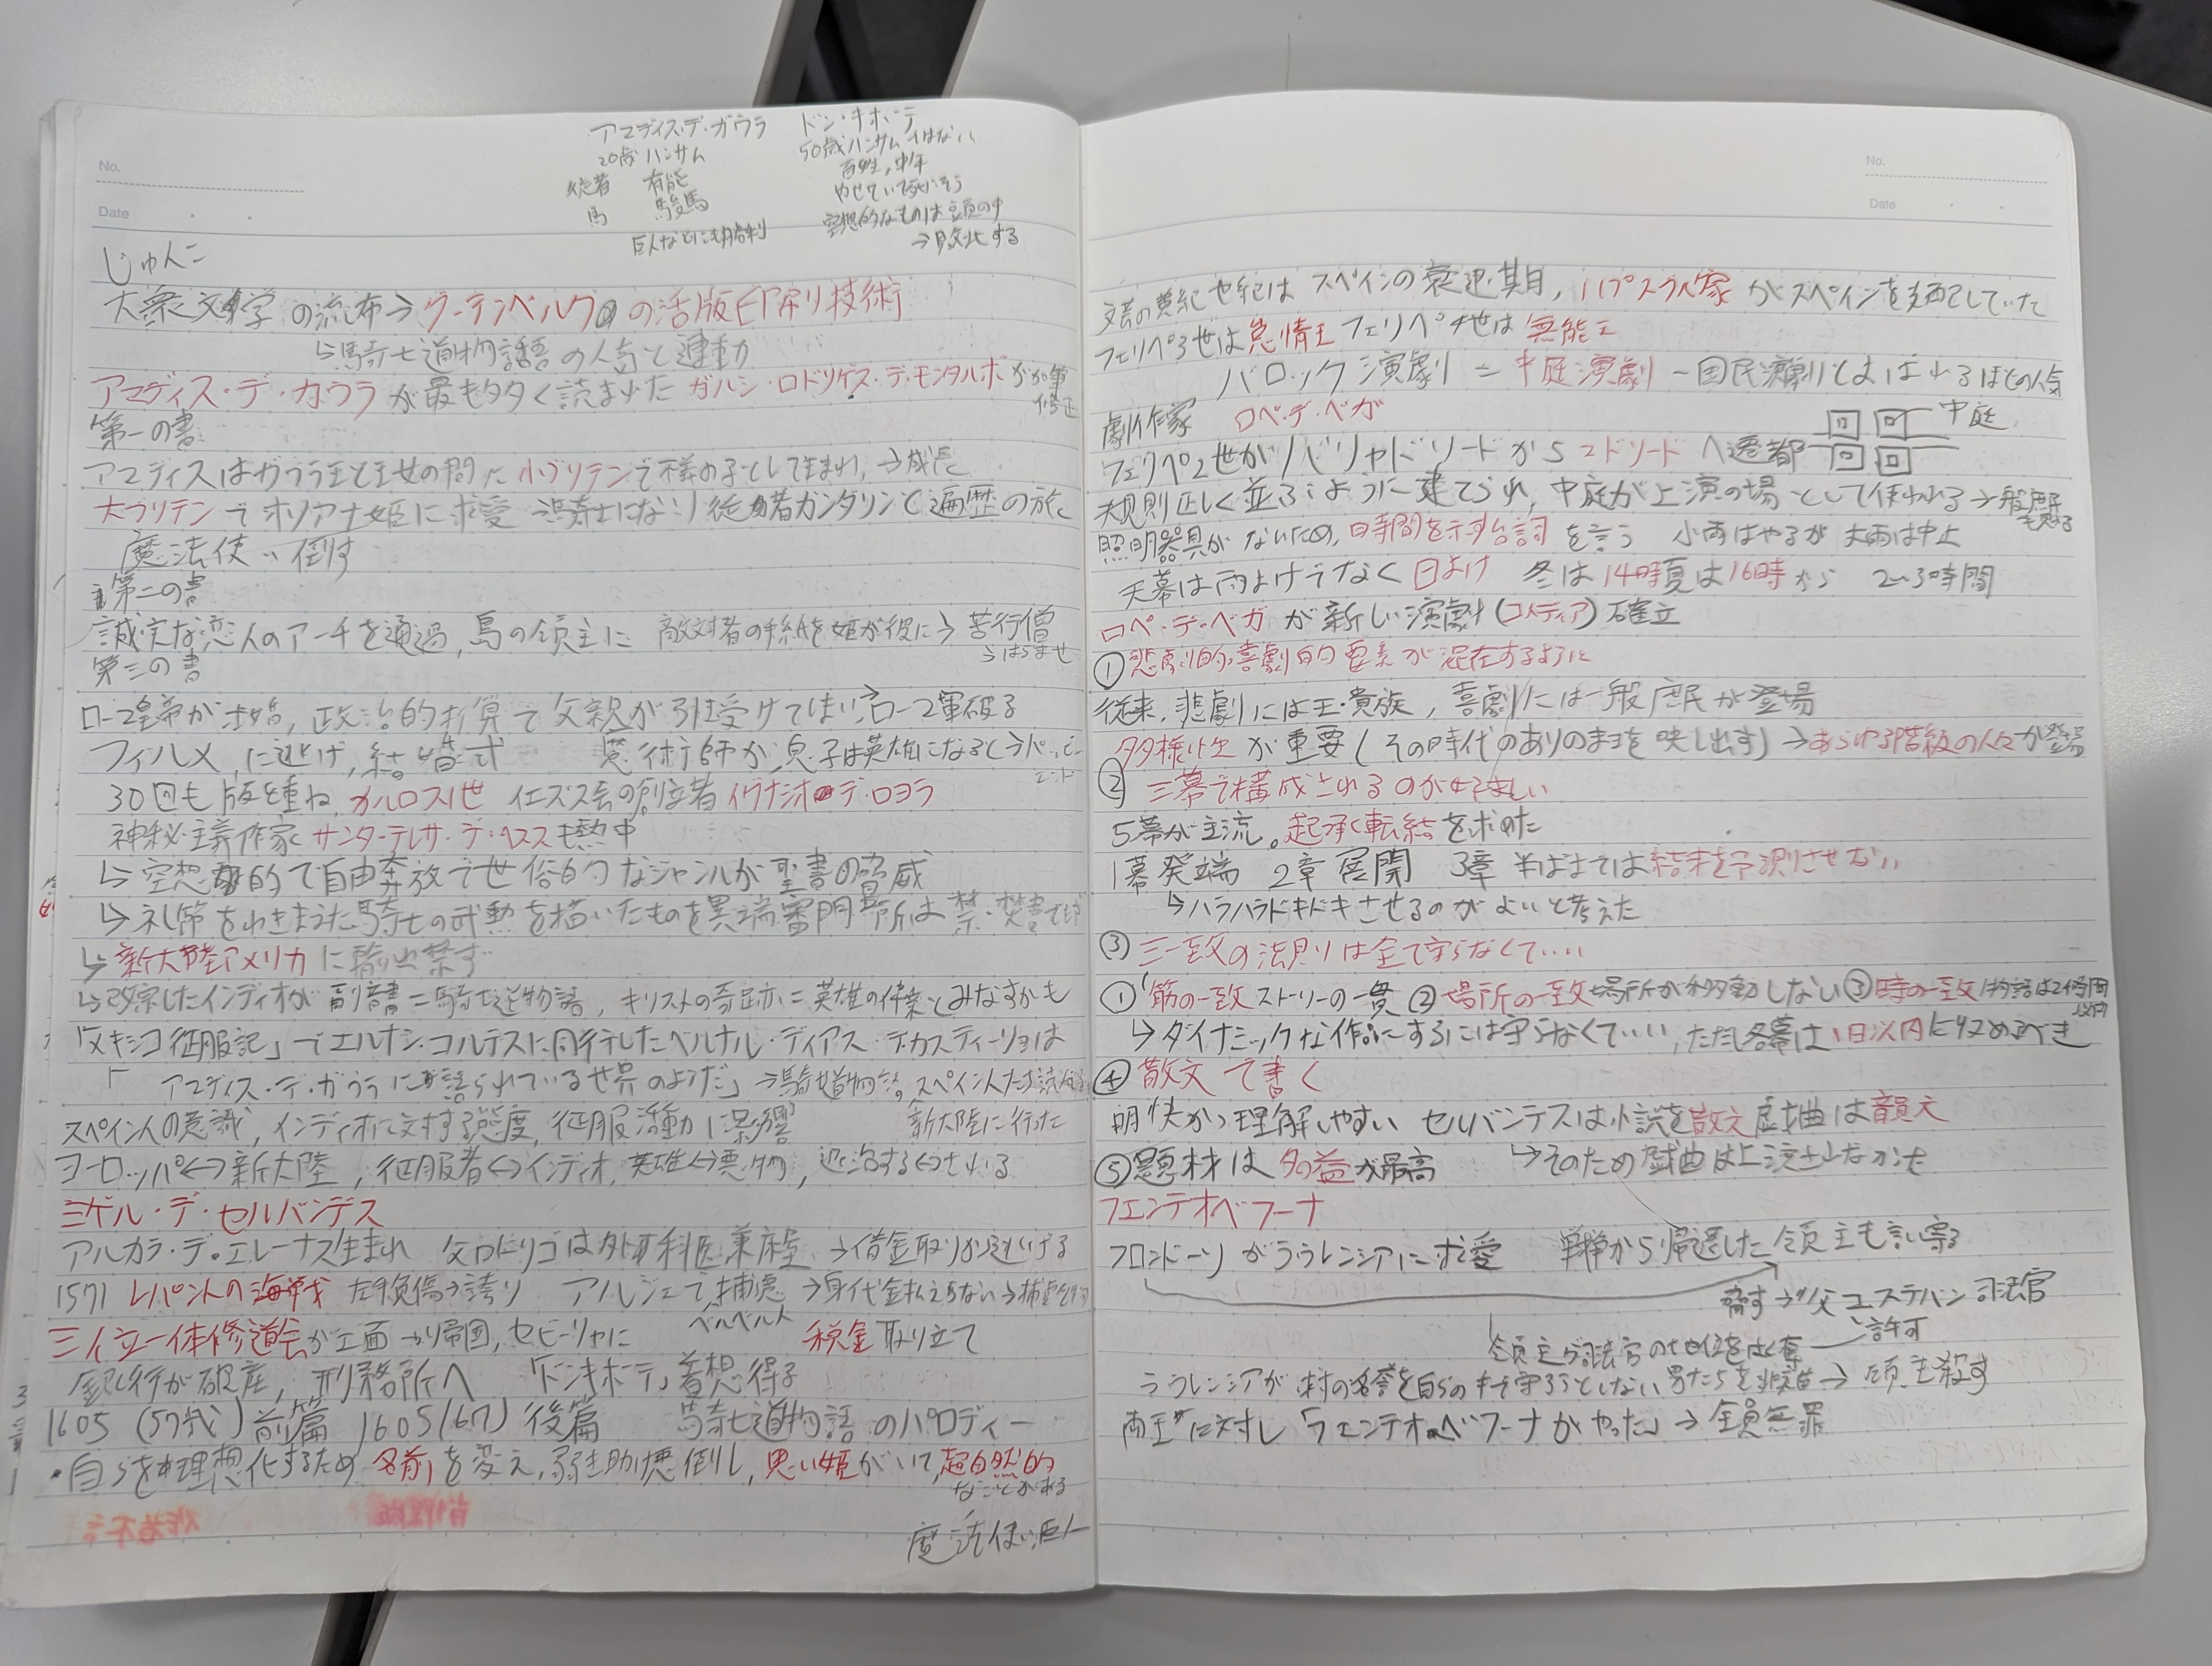 アマディス・デ・ガウラ
20歳 ハンサム
従者 有能
馬 駿馬
巨人などにも勝利
ドン・キホーテ
50歳ハンサムではない
百姓, 中年
やせていて死にそう
空想的なものは頭の中
→敗北する
No.
Date
じゅんこ
大衆文学の流布→グーテンベルクの活版印刷技術
↳騎士道物語の人気と連動
アマディス・デ・ガウラが最も多く読まれた ガルシ・ロドリゲス・デ・モンタルボが加筆修正
第一の書
アマディスはガウラ王と王女の間に小ブリテンで不義の子として生まれ, →成長
大ブリテンでオリアナ姫に求愛 騎士になり従者ガンダリンと遍歴の旅に
魔法使い倒す
第二の書
誠実な恋人のアーチを通過, 島の領主に 敵対者の手紙を姫が役に→苦行僧
第三の書
ローマ皇帝が求婚, 政治的打算で父親が引受けてしまい, ローマ軍破る
フィルメに逃げ, 結婚式 魔術師が, 息子は英雄になると→ハッピーエンド
30回も版を重ね, カルロス1世 イエズス会の創立者イグナシオ・デ・ロヨラ
神秘主義作家サンタ・テレサ・デ・ヘススも熱中
↳空想的で自由奔放で世俗的なジャンルが聖書の脅威
↳礼節をわきまえた騎士の武勲を描いたものを異端審問所は禁・焚書
↳新大陸アメリカに輸出禁ず
↳改宗したインディオが福音書=騎士道物語, キリストの奇跡=英雄の偉業とみなすかも
「メキシコ征服記」でエルナン・コルテスに同行したベルナル・ディアス・デ・カスティーリョは
「アマディス・デ・ガウラに語られている世界のようだ」→騎士道物語。スペイン人たち読んで
スペイン人の意識, インディオに対する態度, 征服活動に影響 新大陸に行った
ヨーロッパ↔新大陸, 征服者↔インディオ, 英雄↔悪物, 退治する↔される
ミゲル・デ・セルバンテス
アルカラ・デ・エレーナス生まれ 父ロドリゴは外科医兼床屋 →借金取りから逃げる
1571 レパントの海戦 左手負傷→誇り アルジェで捕虜 →身代金払えない→捕虜
ベルベル人
三位一体修道会が工面→帰国, セビーリャに 税金取り立て
銀行が破産, 刑務所へ 「ドン・キホーテ」着想得る
1605 (57歳) 前篇 1605(67) 後篇 騎士道物語のパロディー
・自らを理想化するため 名前を変え, 弱き助け悪倒し, 思い姫がいて, 超自然的なことがある
魔法使い, 巨人
No.
Date
文芸の黄金世紀はスペインの衰退期, ハプスブルグ家がスペインを支配していた
フェリペ3世は怠惰王 フェリペ4世は無能王
バロック演劇 = 中庭演劇 - 国民演劇とよばれるほどの人気
劇作家 ロペ・デ・ベガ
中庭
フェリペ2世がバリャドリードからマドリードへ遷都
規則正しく並ぶように建てられ, 中庭が上演の場として使われる→一般庶民も見る
照明器具がないため, 時間を示す台詞を言う 小雨はやるが大雨は中止
天幕は雨よけでなく日よけ 冬は14時夏は16時から 2〜3時間
ロペ・デ・ベガが新しい演劇(コメディア)確立
①悲劇的喜劇的要素が混在するように
従来, 悲劇には王・貴族, 喜劇には一般庶民が登場
多様性が重要(その時代のありのままを映し出す)→あらゆる階級の人々が登場
② 三幕で構成されるのが好ましい
5幕が主流。起承転結を求めた
1幕発端 2章展開 3章 半ばまでは結末を予測させない
↳ハラハラドキドキさせるのがよいと考えた
③ 三一致の法則は全て守らなくていい
①筋の一致 ストーリーの一貫 ②場所の一致 場所が移動しない ③時の一致 物語は24時間以内
↳ダイナミックな作品にするには守らなくていい, ただし各幕は1日以内に収めるべき
④ 散文で書く
明快かつ理解しやすい セルバンテスは小説を散文 戯曲は韻文
⑤題材は名誉が最高 ↳そのため戯曲は上演されなかった
フエンテオベフーナ
フロンドーソがラウレンシアに求愛 戦争から帰還した領主も言い寄る
脅す→父エステバン司法官
許可
領主が司法官の地位をはく奪
ラウレンシアが村の名誉を自らの手で守ろうとしない男たちを非難→領主殺す
両王に対し「フエンテオベフーナがやった」→全員無罪